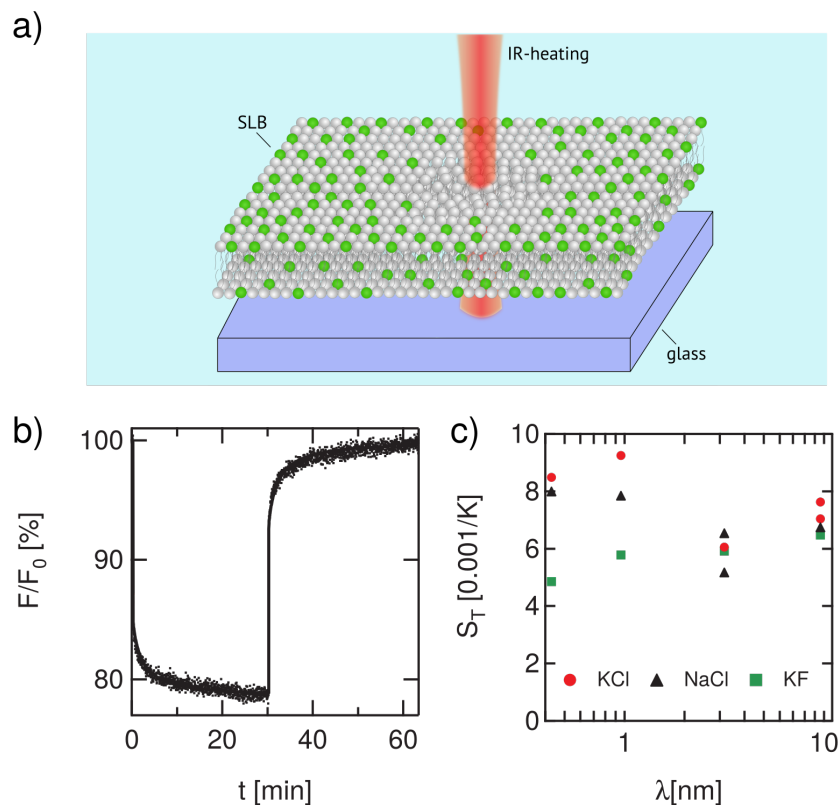 a)
IR-heating
SLB
glass
b)
100
90
80
F/F₀ [%]
0
20
40
60
t [min]
c)
10
8
6
4
2
0
S_T [0.001/K]
KCl
NaCl
KF
1
10
λ[nm]